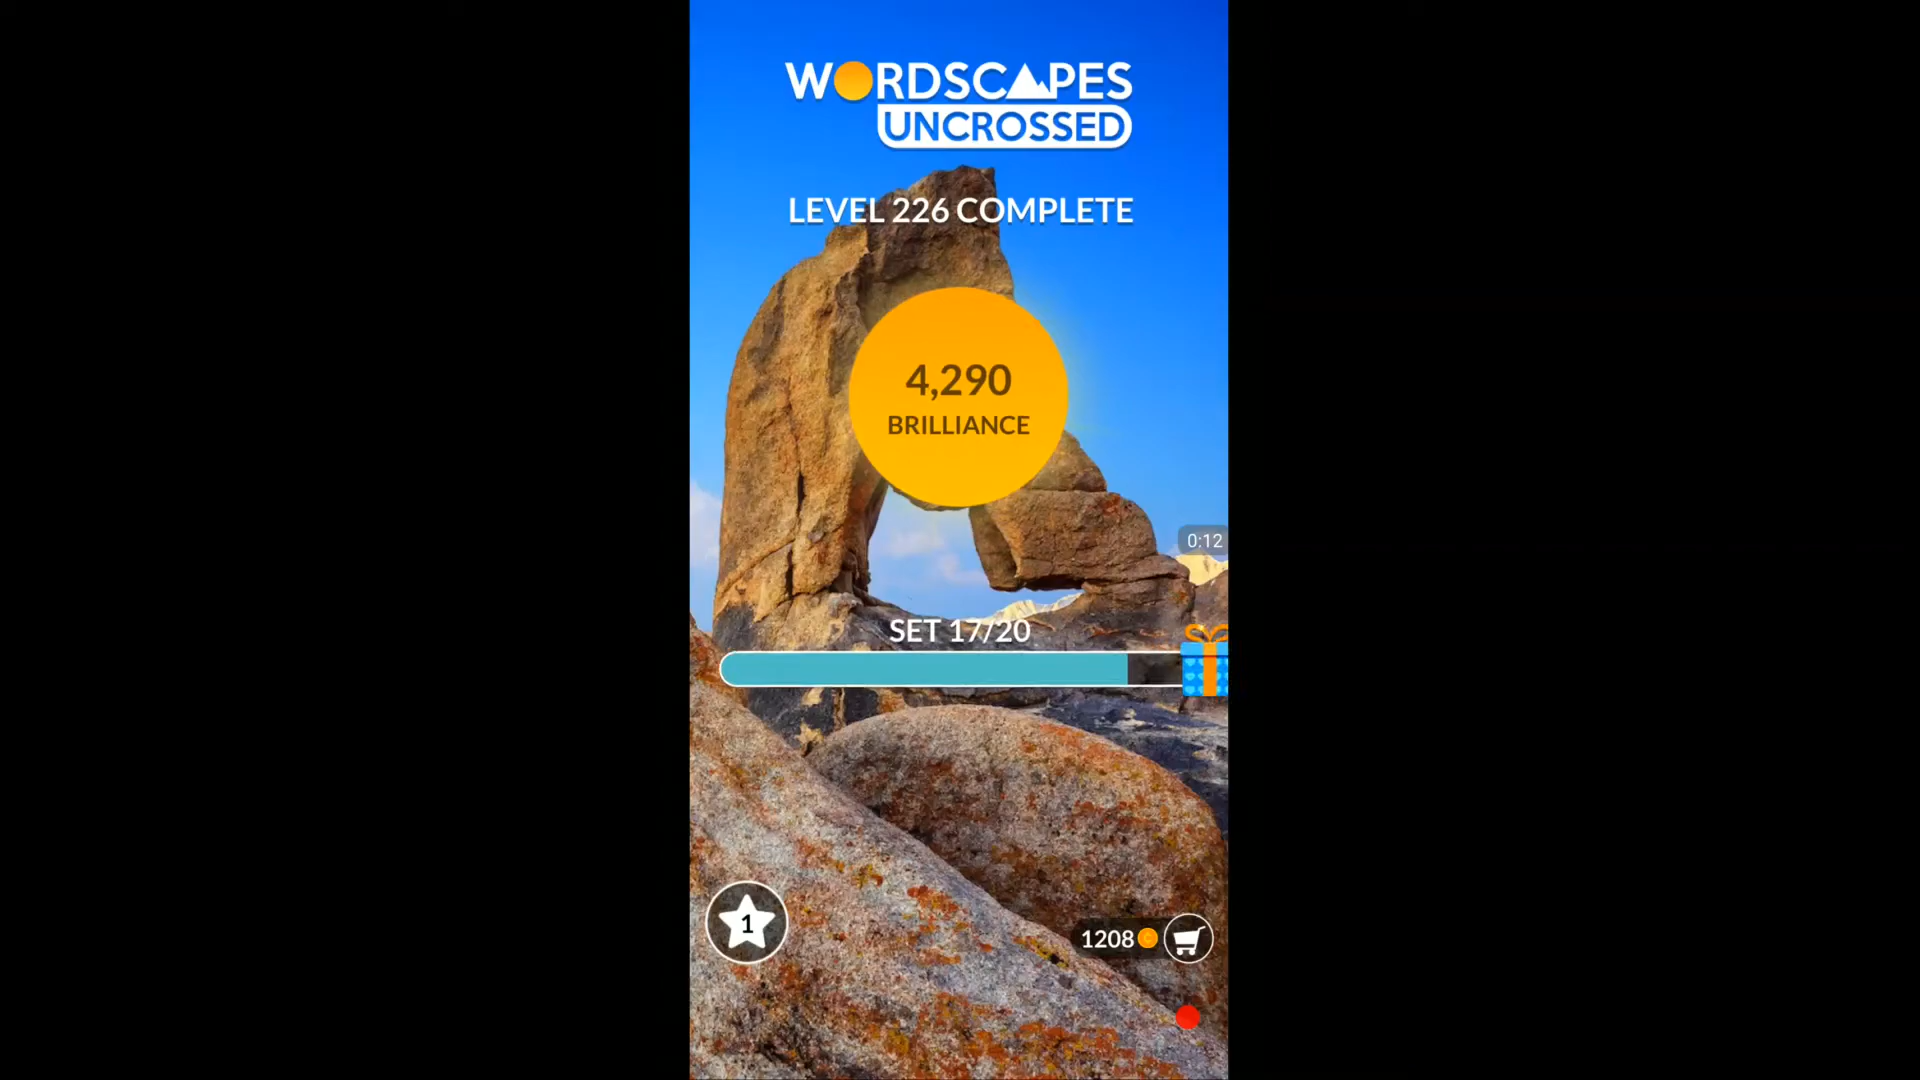 WORDSCAPES
UNCROSSED
LEVEL 226 COMPLETE
4,290
BRILLIANCE
0:12
SET 17/20
1
1208